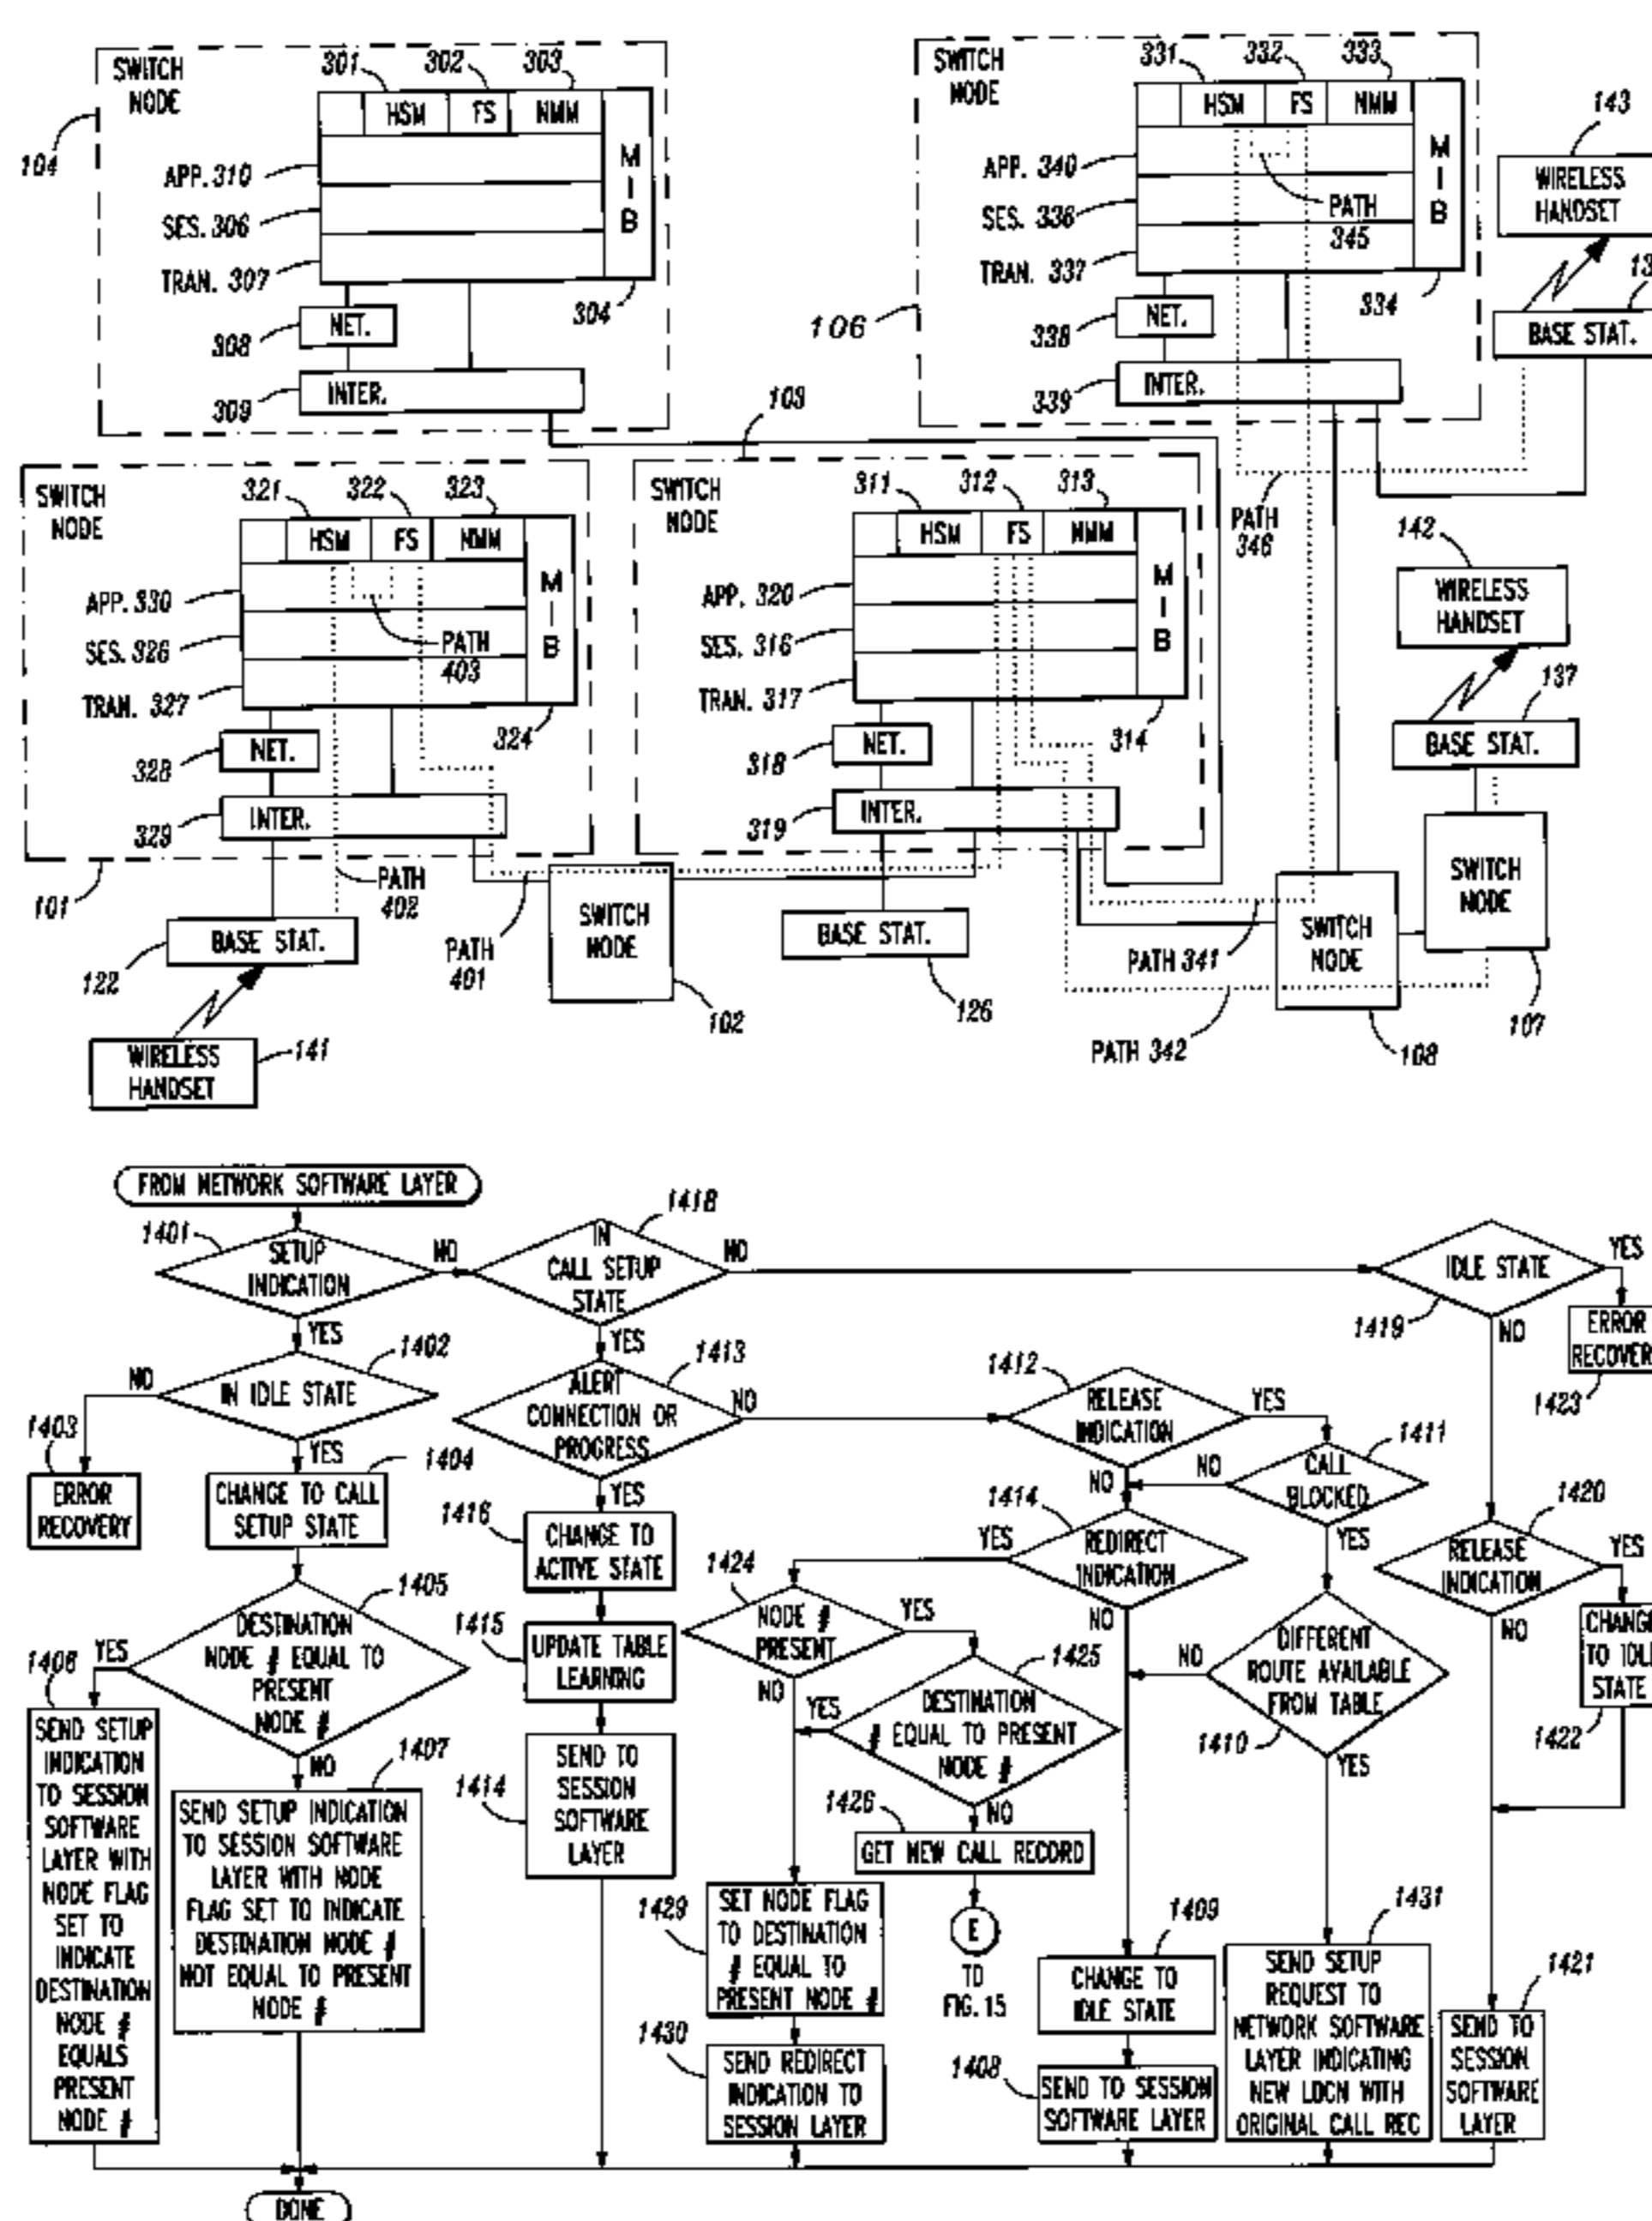 SWITCH
NODE
104
301
302
303
HSM
FS
NMM
M
I
B
APP. 310
SES. 306
TRAN. 307
304
308
NET.
309
INTER.
SWITCH
NODE
106
331
332
333
HSM
FS
NMM
M
I
B
APP. 340
SES. 336
TRAN. 337
PATH
345
334
338
NET.
339
INTER.
143
WIRELESS
HANDSET
BASE STAT.
PATH
346
SWITCH
NODE
321
322
323
HSM
FS
NMM
M
I
B
APP. 330
SES. 326
TRAN. 327
PATH
403
324
328
NET.
329
INTER.
101
PATH
402
122
BASE STAT.
WIRELESS
HANDSET
141
PATH
401
SWITCH
NODE
102
103
SWITCH
NODE
311
312
313
HSM
FS
NMM
M
I
B
APP. 320
SES. 316
TRAN. 317
314
318
NET.
319
INTER.
BASE STAT.
126
142
WIRELESS
HANDSET
137
BASE STAT.
SWITCH
NODE
107
SWITCH
NODE
108
PATH 341
PATH 342
FROM NETWORK SOFTWARE LAYER
1401
SETUP
INDICATION
NO
YES
1418
IN
CALL SETUP
STATE
NO
YES
IDLE STATE
YES
1419
NO
ERROR
1423
1402
IN IDLE STATE
NO
YES
1403
ERROR
RECOVERY
1404
CHANGE TO CALL
SETUP STATE
1413
ALERT
CONNECTION OR
PROGRESS
NO
YES
1412
RELEASE
INDICATION
YES
NO
1411
CALL
BLOCKED
NO
YES
1416
CHANGE TO
ACTIVE STATE
1414
REDIRECT
INDICATION
YES
NO
1420
RELEASE
INDICATION
YES
NO
1405
DESTINATION
NODE # EQUAL TO
PRESENT
NODE #
YES
NO
1406
SEND SETUP
INDICATION
TO SESSION
SOFTWARE
LAYER WITH
NODE FLAG
SET TO
INDICATE
DESTINATION
NODE #
EQUALS
PRESENT
NODE #
1407
SEND SETUP INDICATION
TO SESSION SOFTWARE
LAYER WITH NODE
FLAG SET TO INDICATE
DESTINATION NODE #
NOT EQUAL TO PRESENT
NODE #
1415
UPDATE TABLE
LEARNING
1414
SEND TO
SESSION
SOFTWARE
LAYER
1424
NODE #
PRESENT
YES
NO
1425
DESTINATION
# EQUAL TO PRESENT
NODE #
YES
NO
1426
GET NEW CALL RECORD
E
TO
FIG. 15
1429
SET NODE FLAG
TO DESTINATION
# EQUAL TO
PRESENT NODE #
1430
SEND REDIRECT
INDICATION TO
SESSION LAYER
DIFFERENT
ROUTE AVAILABLE
FROM TABLE
1410
NO
YES
1409
CHANGE TO
IDLE STATE
1408
SEND TO SESSION
SOFTWARE LAYER
1431
SEND SETUP
REQUEST TO
NETWORK SOFTWARE
LAYER INDICATING
NEW LDCN WITH
ORIGINAL CALL REC
TO
STATE
1422
1421
SEND TO
SESSION
SOFTWARE
LAYER
DONE